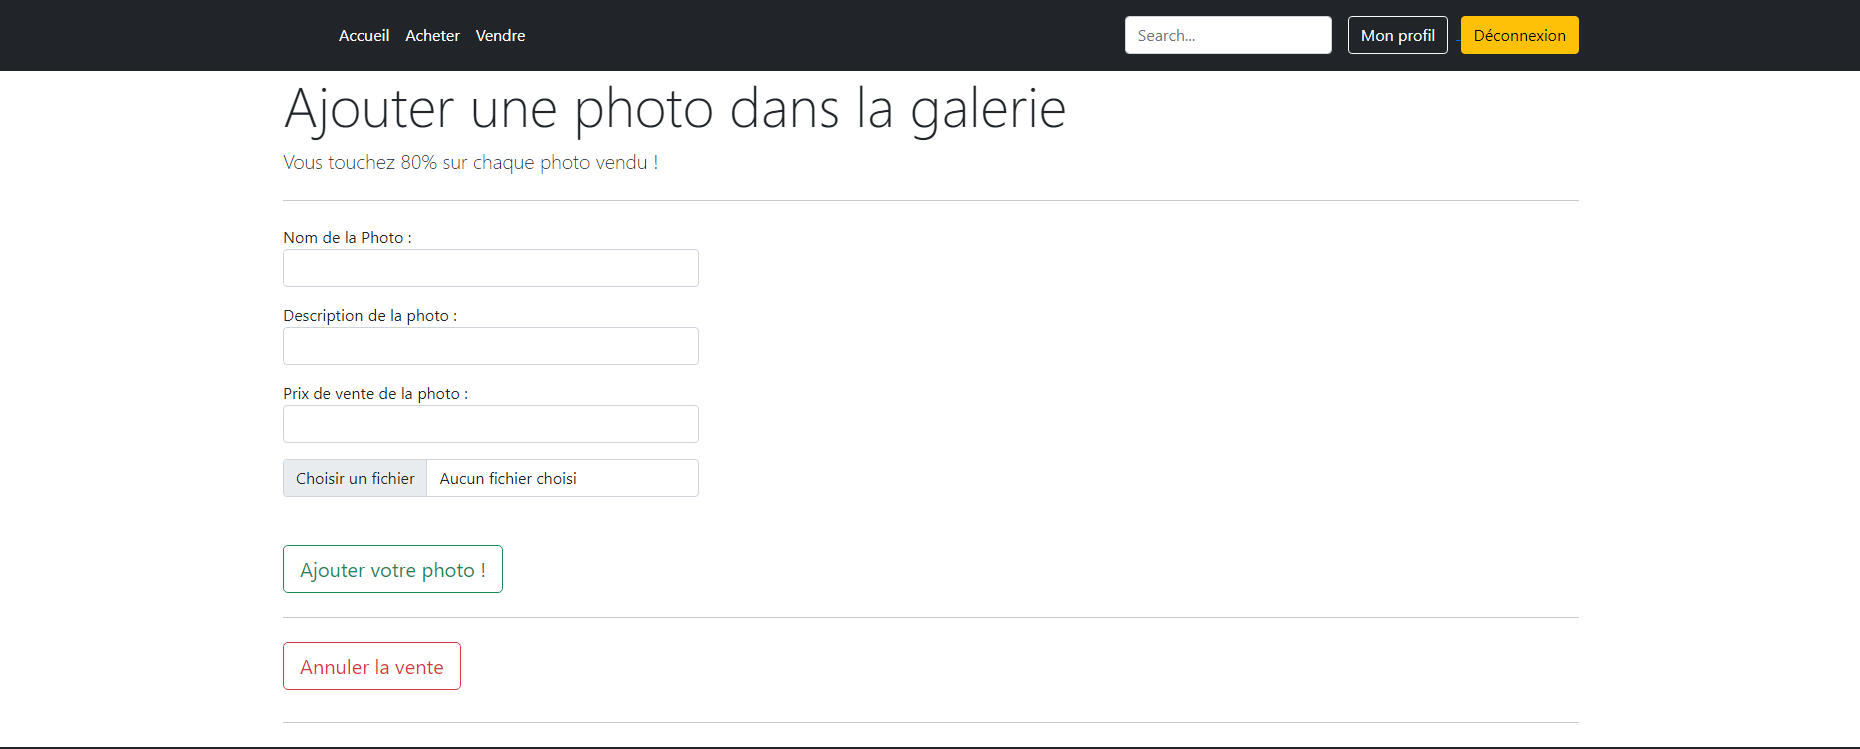 Accueil Acheter Vendre Search... Mon profil Déconnexion
Ajouter une photo dans la galerie
Vous touchez 80% sur chaque photo vendu !
Nom de la Photo :
Description de la photo :
Prix de vente de la photo :
Choisir un fichier Aucun fichier choisi
Ajouter votre photo !
Annuler la vente